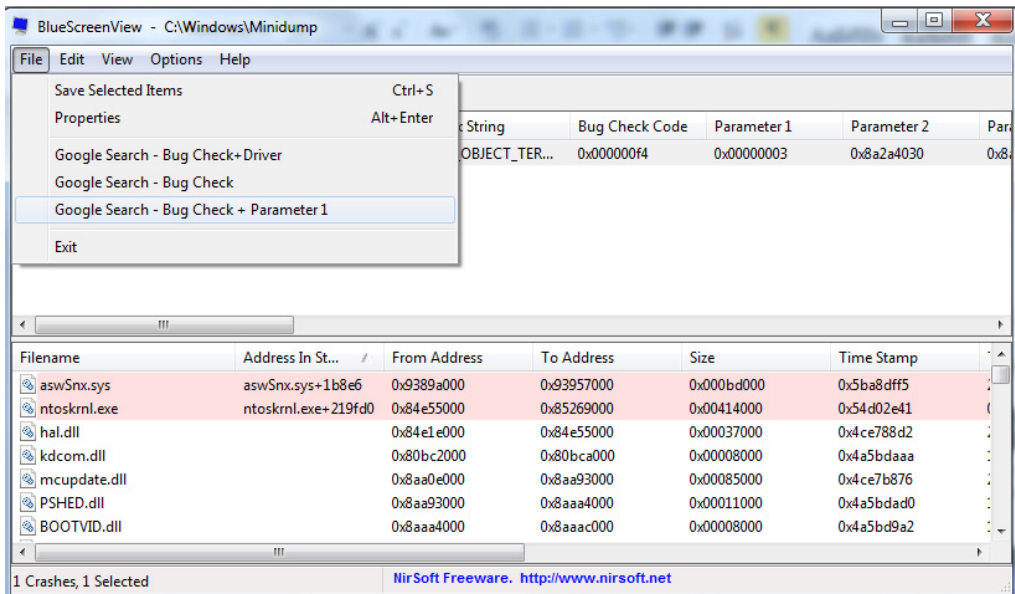 BlueScreenView - C:\Windows\Minidump
File Edit View Options Help
Save Selected Items Ctrl+S
Properties Alt+Enter
Google Search - Bug Check+Driver
Google Search - Bug Check
Google Search - Bug Check + Parameter 1
Exit
String Bug Check Code Parameter 1 Parameter 2 Para
_OBJECT_TER... 0x000000f4 0x00000003 0x8a2a4030 0x8a
Filename Address In St... From Address To Address Size Time Stamp
aswSnx.sys aswSnx.sys+1b8e6 0x9389a000 0x93957000 0x000bd000 0x5ba8dff5
ntoskrnl.exe ntoskrnl.exe+219fd0 0x84e55000 0x85269000 0x00414000 0x54d02e41
hal.dll 0x84e1e000 0x84e55000 0x00037000 0x4ce788d2
kdcom.dll 0x80bc2000 0x80bca000 0x00008000 0x4a5bdaaa
mcupdate.dll 0x8aa0e000 0x8aa93000 0x00085000 0x4ce7b876
PSHED.dll 0x8aa93000 0x8aaa4000 0x00011000 0x4a5bdad0
BOOTVID.dll 0x8aaa4000 0x8aaac000 0x00008000 0x4a5bd9a2
1 Crashes, 1 Selected NirSoft Freeware. http://www.nirsoft.net